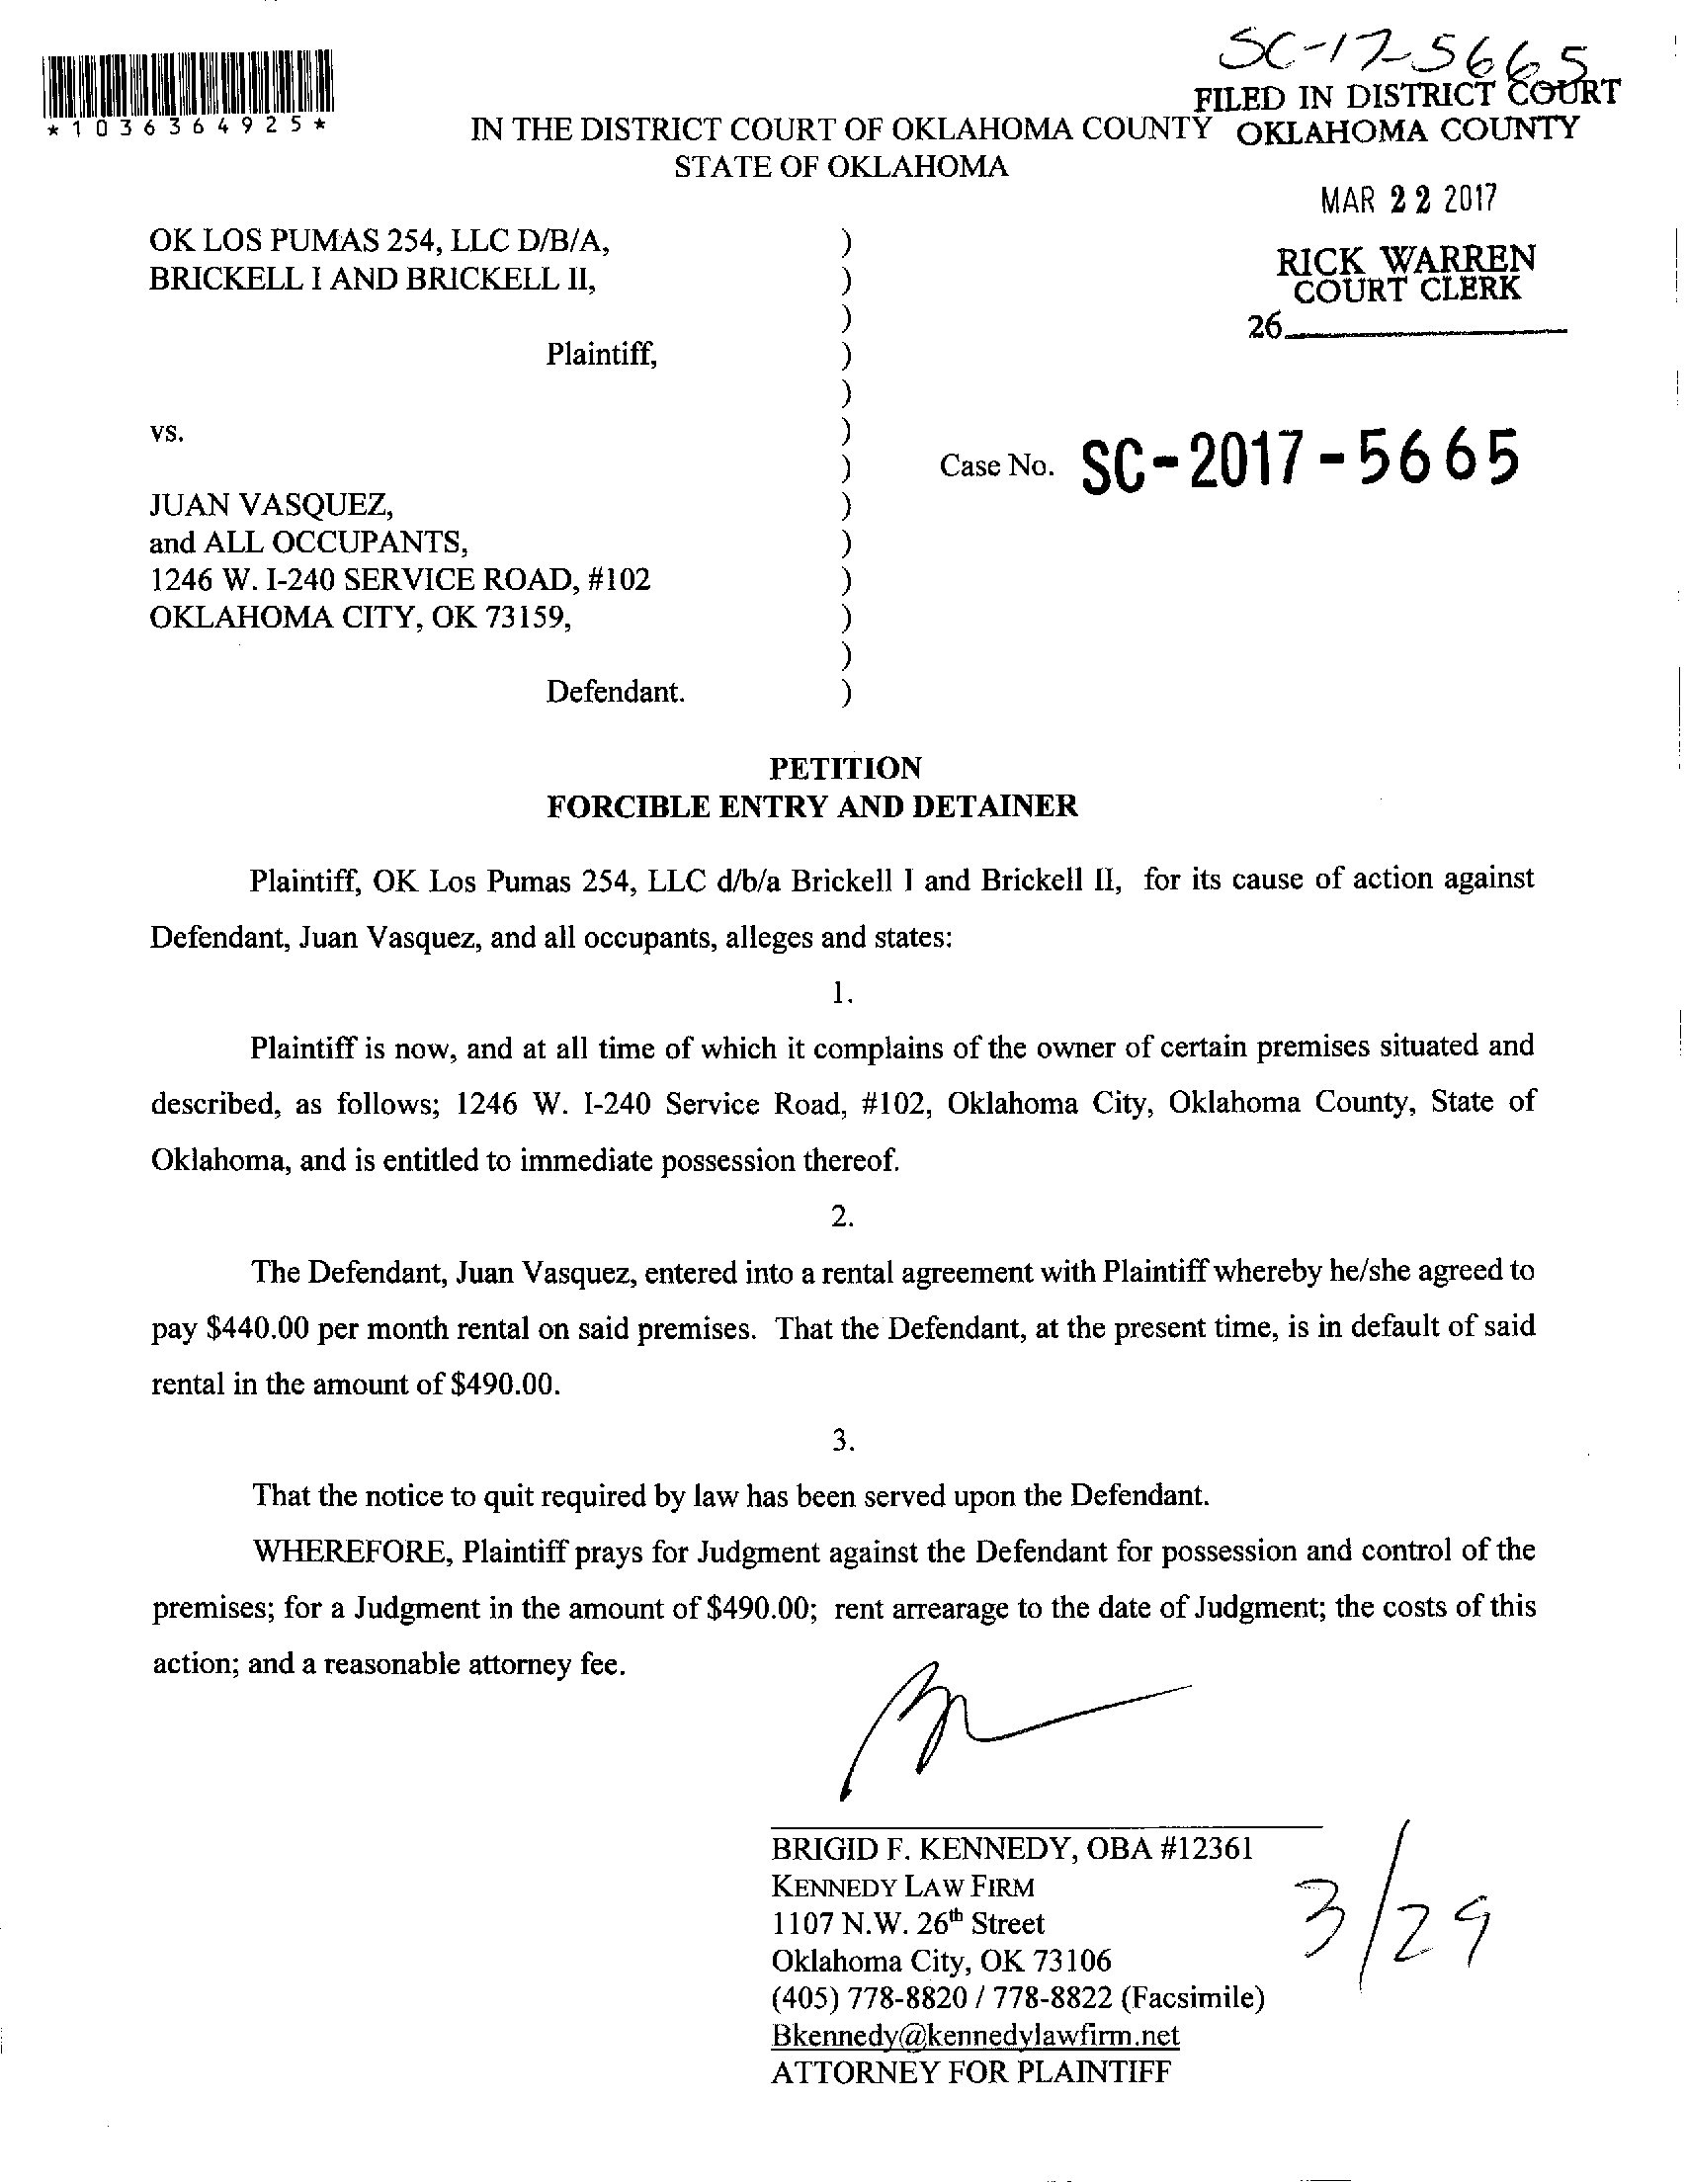 SC-17-5665
FILED IN DISTRICT COURT
OKLAHOMA COUNTY
*1036364925*
IN THE DISTRICT COURT OF OKLAHOMA COUNTY
STATE OF OKLAHOMA
MAR 22 2017
RICK WARREN
COURT CLERK
26
OK LOS PUMAS 254, LLC D/B/A, )
BRICKELL I AND BRICKELL II, )
)
Plaintiff, )
)
vs. )
) Case No. SC-2017-5665
JUAN VASQUEZ, )
and ALL OCCUPANTS, )
1246 W. I-240 SERVICE ROAD, #102 )
OKLAHOMA CITY, OK 73159, )
)
Defendant. )
PETITION
FORCIBLE ENTRY AND DETAINER
Plaintiff, OK Los Pumas 254, LLC d/b/a Brickell I and Brickell II, for its cause of action against
Defendant, Juan Vasquez, and all occupants, alleges and states:
1.
Plaintiff is now, and at all time of which it complains of the owner of certain premises situated and
described, as follows; 1246 W. I-240 Service Road, #102, Oklahoma City, Oklahoma County, State of
Oklahoma, and is entitled to immediate possession thereof.
2.
The Defendant, Juan Vasquez, entered into a rental agreement with Plaintiff whereby he/she agreed to
pay $440.00 per month rental on said premises. That the Defendant, at the present time, is in default of said
rental in the amount of $490.00.
3.
That the notice to quit required by law has been served upon the Defendant.
WHEREFORE, Plaintiff prays for Judgment against the Defendant for possession and control of the
premises; for a Judgment in the amount of $490.00; rent arrearage to the date of Judgment; the costs of this
action; and a reasonable attorney fee.
BRIGID F. KENNEDY, OBA #12361
KENNEDY LAW FIRM
1107 N.W. 26th Street
Oklahoma City, OK 73106
(405) 778-8820 / 778-8822 (Facsimile)
Bkennedy@kennedylawfirm.net
ATTORNEY FOR PLAINTIFF
3/29